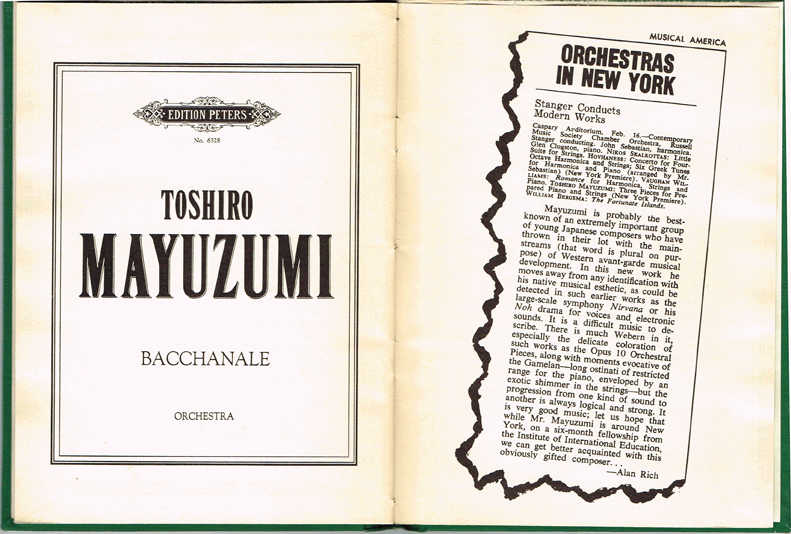 EDITION PETERS
No. 6328
TOSHIRO
MAYUZUMI
BACCHANALE
ORCHESTRA
MUSICAL AMERICA
ORCHESTRAS
IN NEW YORK
Stanger Conducts
Modern Works
Caspary Avditorium, Feb. 16.—Contemporary
Music Society Chamber Orchestra, Russell
Stanger conducting. John Sebastian, harmonica.
Glen Clugston, piano. NIKOS SKALKOTTAS: Little
Suite for Strings. HOVHANESS: Concerto for Four-
Octave Harmonica and Strings; Six Greek Tunes
for Harmonica and Piano (arranged by Mr.
Sebastian) (New York Premiere). VAUGHAN WIL-
LIAMS: Romance for Harmonica, Strings and
Piano. TOSHIRO MAYUZUMI: Three Pieces for Pre-
pared Piano and Strings (New York Premiere).
WILLIAM BERGSMA: The Fortunate Islands.
Mayuzumi is probably the best-
known of an extremely important group
of young Japanese composers who have
thrown in their lot with the main-
streams (that word is plural on pur-
pose) of Western avant-garde musical
development. In this new work he
moves away from any identification with
his native musical esthetic, as could be
detected in such earlier works as the
large-scale symphony Nirvana or his
Noh drama for voices and electronic
sounds. It is a difficult music to de-
scribe. There is much Webern in it,
especially the delicate coloration of
such works as the Opus 10 Orchestral
Pieces, along with moments evocative of
the Gamelan—long ostinati of restricted
range for the piano, enveloped by an
exotic shimmer in the strings—but the
progression from one kind of sound to
another is always logical and strong. It
is very good music; let us hope that
while Mr. Mayuzumi is around New
York, on a six-month fellowship from
the Institute of International Education,
we can get better acquainted with this
obviously gifted composer. . .
—Alan Rich